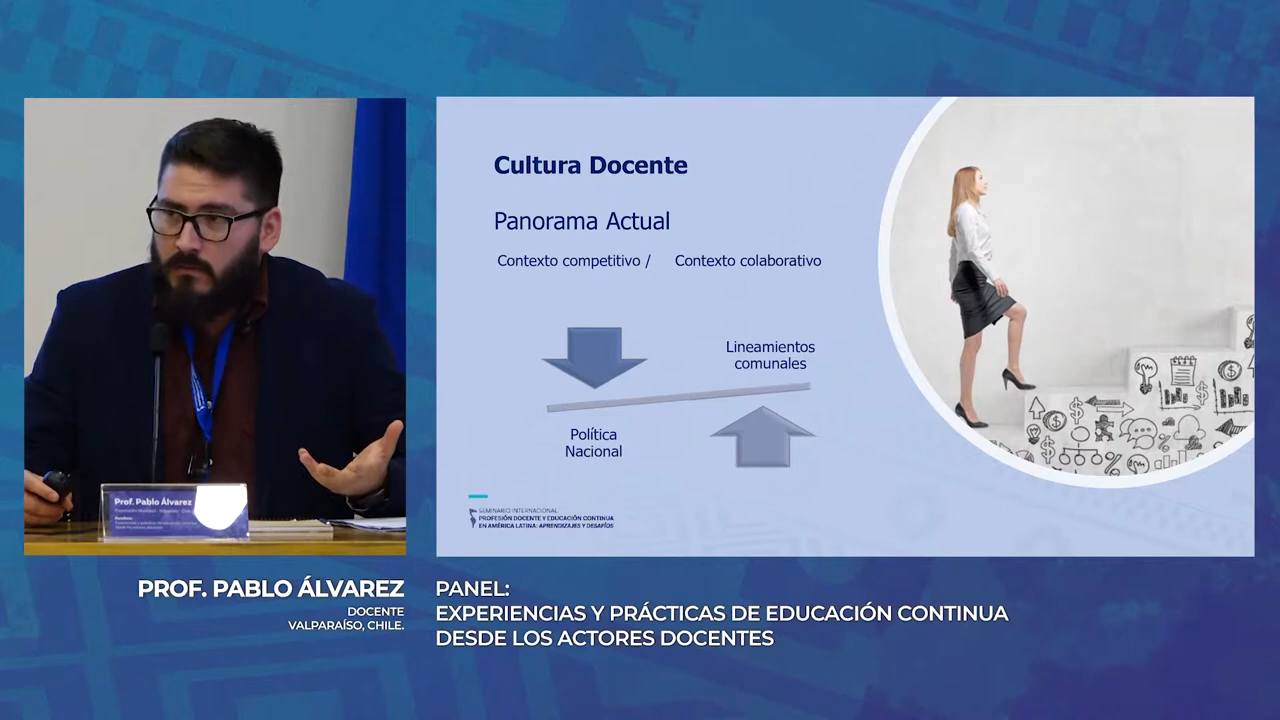 Cultura Docente
Panorama Actual
Contexto competitivo / Contexto colaborativo
Lineamientos
comunales
Política
Nacional
SEMINARIO INTERNACIONAL
PROFESIÓN DOCENTE Y EDUCACIÓN CONTINUA
EN AMÉRICA LATINA: APRENDIZAJES Y DESAFÍOS
Prof. Pablo Álvarez
PROF. PABLO ÁLVAREZ
DOCENTE
VALPARAÍSO, CHILE.
PANEL:
EXPERIENCIAS Y PRÁCTICAS DE EDUCACIÓN CONTINUA
DESDE LOS ACTORES DOCENTES